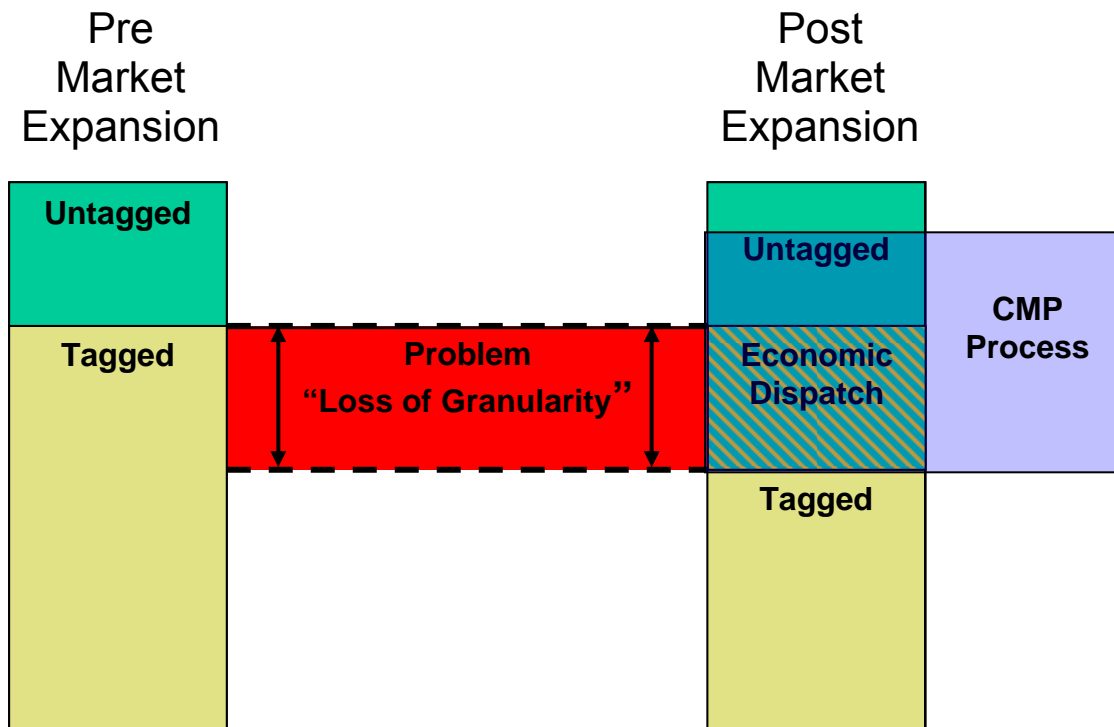 Pre
Market
Expansion
Post
Market
Expansion
Untagged
Tagged
Problem
“Loss of Granularity”
Untagged
Economic
Dispatch
Tagged
CMP
Process